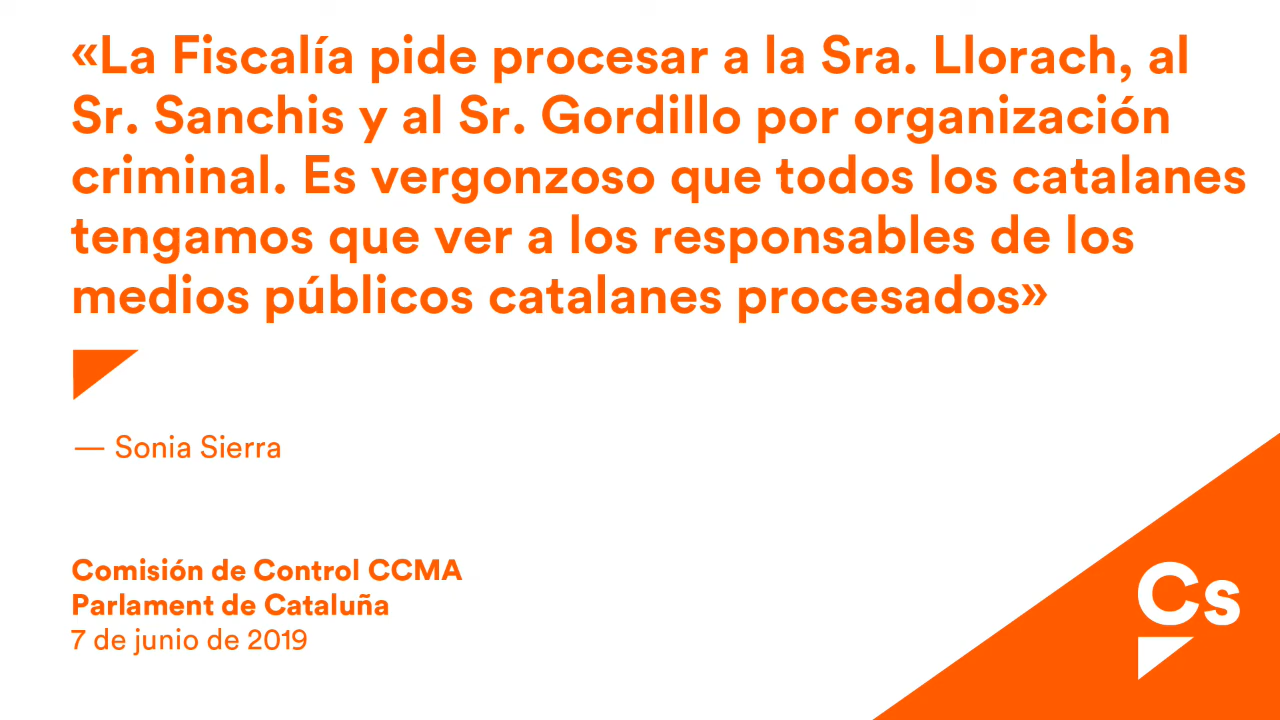 «La Fiscalía pide procesar a la Sra. Llorach, al
Sr. Sanchis y al Sr. Gordillo por organización
criminal. Es vergonzoso que todos los catalanes
tengamos que ver a los responsables de los
medios públicos catalanes procesados»
— Sonia Sierra
Comisión de Control CCMA
Parlament de Cataluña
7 de junio de 2019
Cs